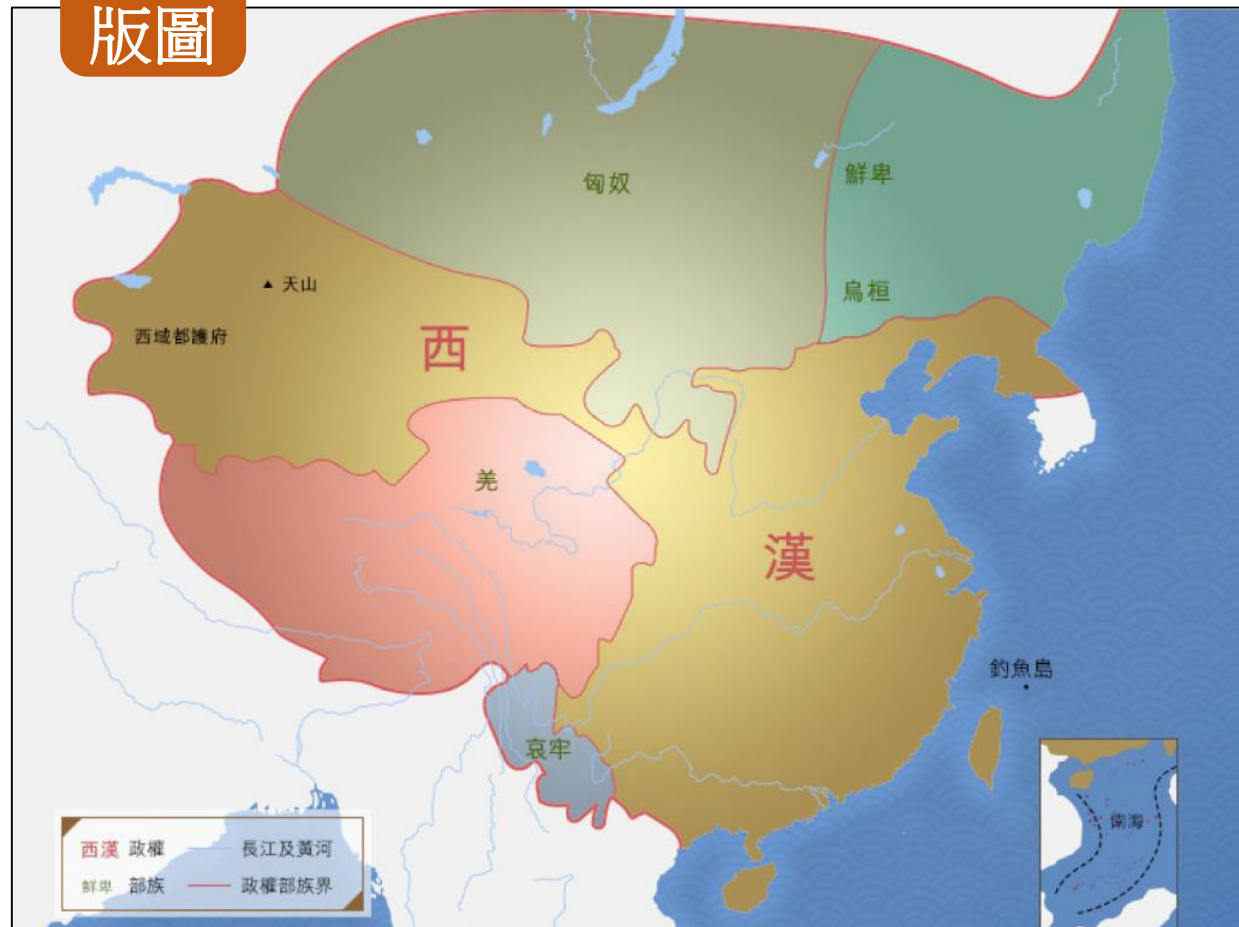 版圖
匈奴
鮮卑
烏桓
▲ 天山
西域都護府
西
羌
漢
釣魚島
哀牢
南海
西漢 政權 長江及黃河
鮮卑 部族 政權部族界